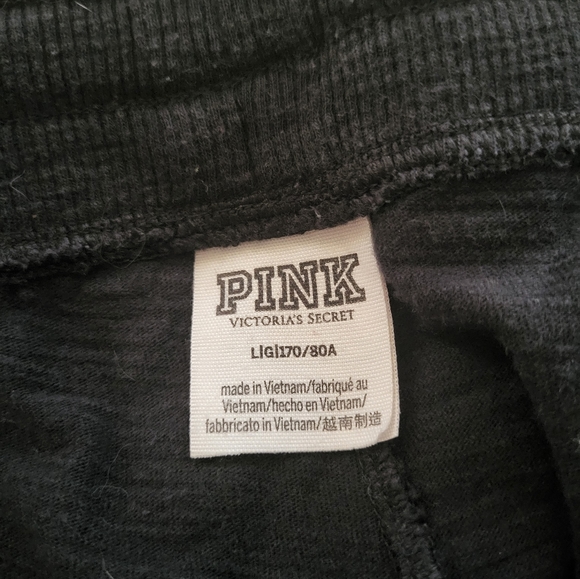 PINK
VICTORIA'S SECRET
L|G|170/80A
made in Vietnam/fabriqué au
Vietnam/hecho en Vietnam/
fabbricato in Vietnam/越南制造